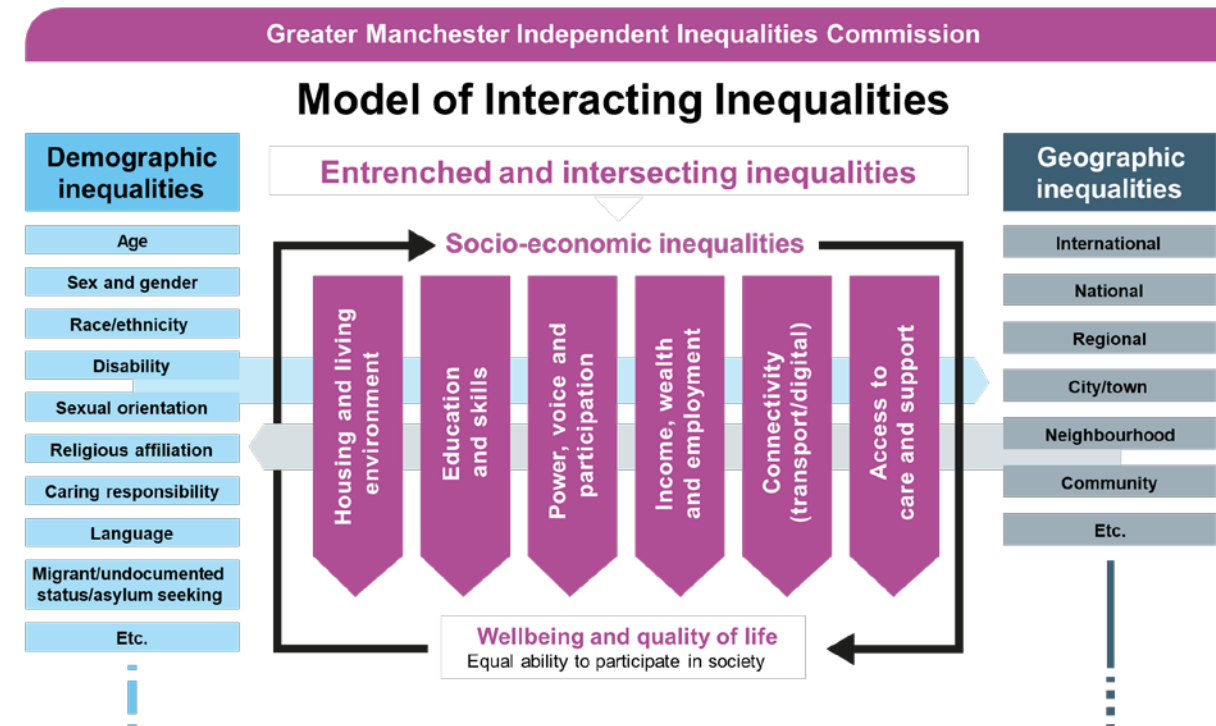 Greater Manchester Independent Inequalities Commission
Model of Interacting Inequalities
Demographic
inequalities
Age
Sex and gender
Race/ethnicity
Disability
Sexual orientation
Religious affiliation
Caring responsibility
Language
Migrant/undocumented
status/asylum seeking
Etc.
Entrenched and intersecting inequalities
Socio-economic inequalities
Housing and living
environment
Education
and skills
Power, voice and
participation
Income, wealth
and employment
Connectivity
(transport/digital)
Access to
care and support
Wellbeing and quality of life
Equal ability to participate in society
Geographic
inequalities
International
National
Regional
City/town
Neighbourhood
Community
Etc.